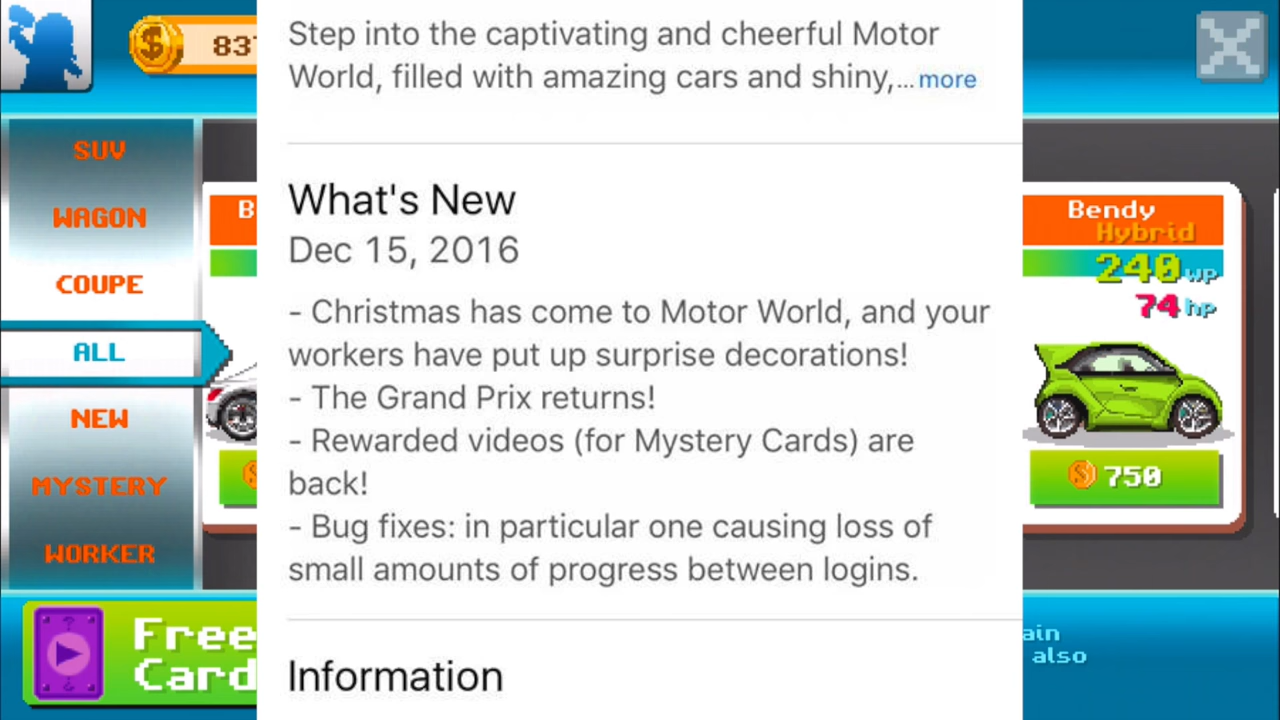 837
Step into the captivating and cheerful Motor
World, filled with amazing cars and shiny,... more
What's New
Dec 15, 2016
- Christmas has come to Motor World, and your
workers have put up surprise decorations!
- The Grand Prix returns!
- Rewarded videos (for Mystery Cards) are
back!
- Bug fixes: in particular one causing loss of
small amounts of progress between logins.
Information
SUV
WAGON
COUPE
ALL
NEW
MYSTERY
WORKER
Free
Card
B
Bendy
Hybrid
240 wp
74 hp
750
ain
also